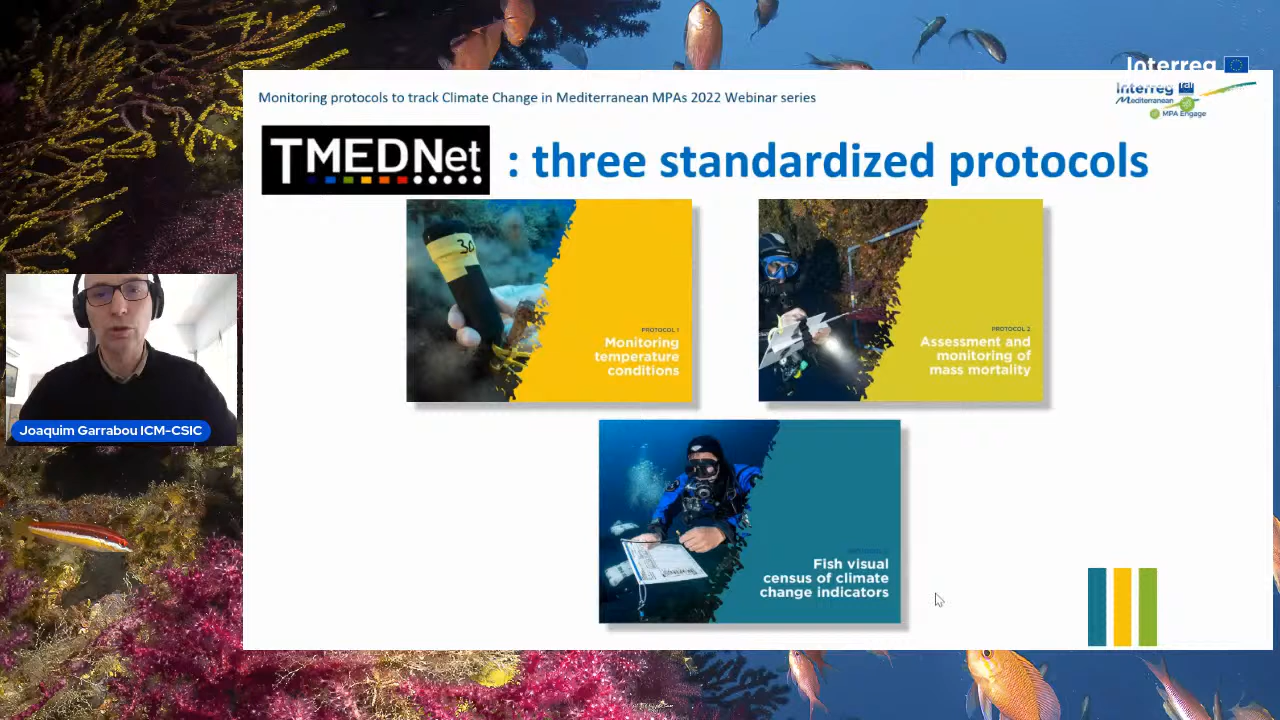 Interreg
Monitoring protocols to track Climate Change in Mediterranean MPAs 2022 Webinar series
Interreg
Mediterranean
MPA Engage
TMEDNet : three standardized protocols
30
PROTOCOL 1
Monitoring
temperature
conditions
PROTOCOL 2
Assessment and
monitoring of
mass mortality
Joaquim Garrabou ICM-CSIC
Fish visual
census of climate
change indicators